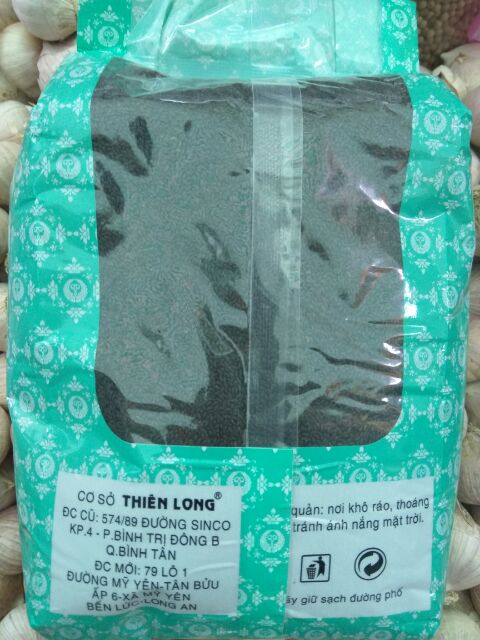 CƠ SỞ THIÊN LONG®
ĐC CŨ: 574/89 ĐƯỜNG SINCO
KP.4 - P.BÌNH TRỊ ĐÔNG B
Q.BÌNH TÂN
ĐC MỚI: 79 LÔ 1
ĐƯỜNG MỸ YÊN-TÂN BỬU
ẤP 6-XÃ MỸ YÊN
BẾN LỨC-LONG AN
quản: nơi khô ráo, thoáng
tránh ánh nắng mặt trời.
giữ sạch đường phố